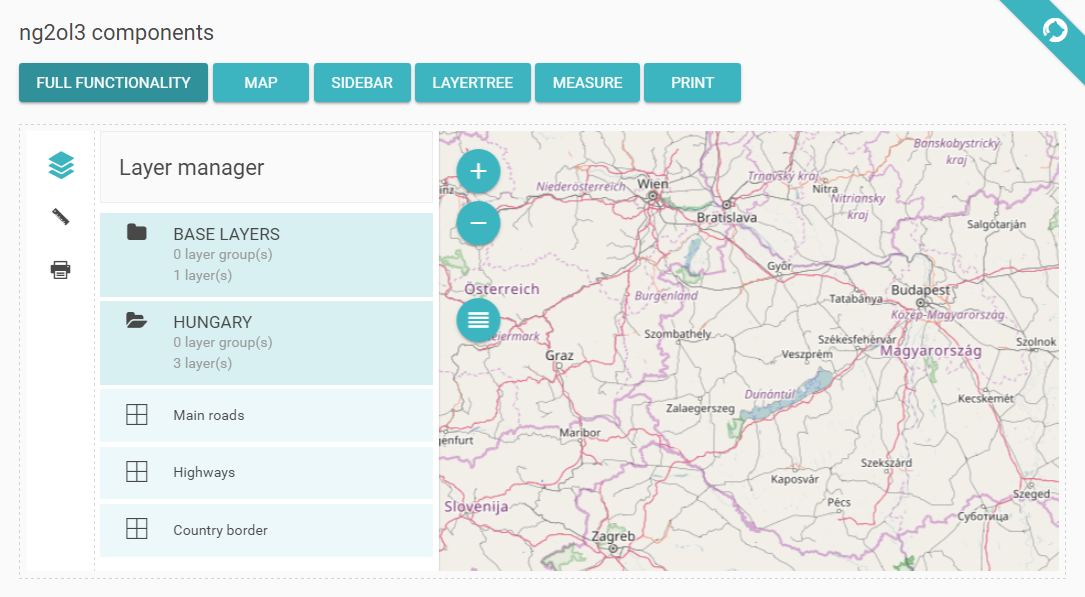 ng2ol3 components
FULL FUNCTIONALITY
MAP
SIDEBAR
LAYERTREE
MEASURE
PRINT
Layer manager
BASE LAYERS
0 layer group(s)
1 layer(s)
HUNGARY
0 layer group(s)
3 layer(s)
Main roads
Highways
Country border
Banskobystrický
kraj
Trnavský kraj
Niederösterreich
Wien
Nitra
Nitriansky
kraj
Bratislava
Salgótarján
Győr
Österreich
Burgenland
Budapest
Tatabánya
Közép-Magyarország
Szombathely
Székesfehérvár
Szolnok
Veszprém
Magyarország
Graz
Dunántúl
Kecskemét
Zalaegerszeg
Maribor
Szekszárd
Kaposvár
Szeged
Pécs
Slovenija
Суботица
Zagreb